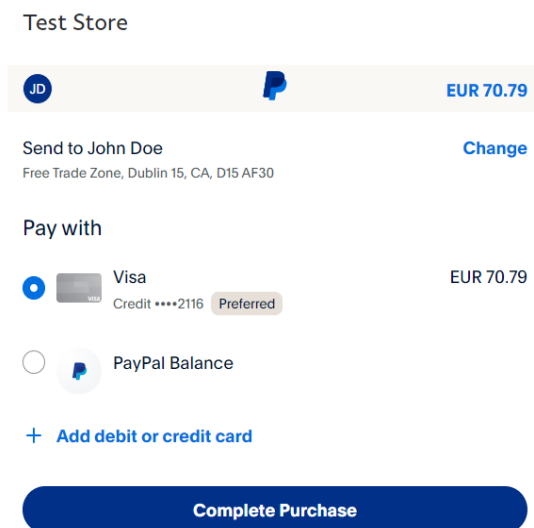 Test Store
JD
EUR 70.79
Send to John Doe
Change
Free Trade Zone, Dublin 15, CA, D15 AF30
Pay with
Visa
EUR 70.79
VISA
Credit ••••2116 Preferred
PayPal Balance
+ Add debit or credit card
Complete Purchase